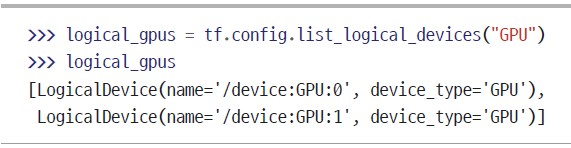 >>> logical_gpus = tf.config.list_logical_devices("GPU")
>>> logical_gpus
[LogicalDevice(name='/device:GPU:0', device_type='GPU'),
 LogicalDevice(name='/device:GPU:1', device_type='GPU')]